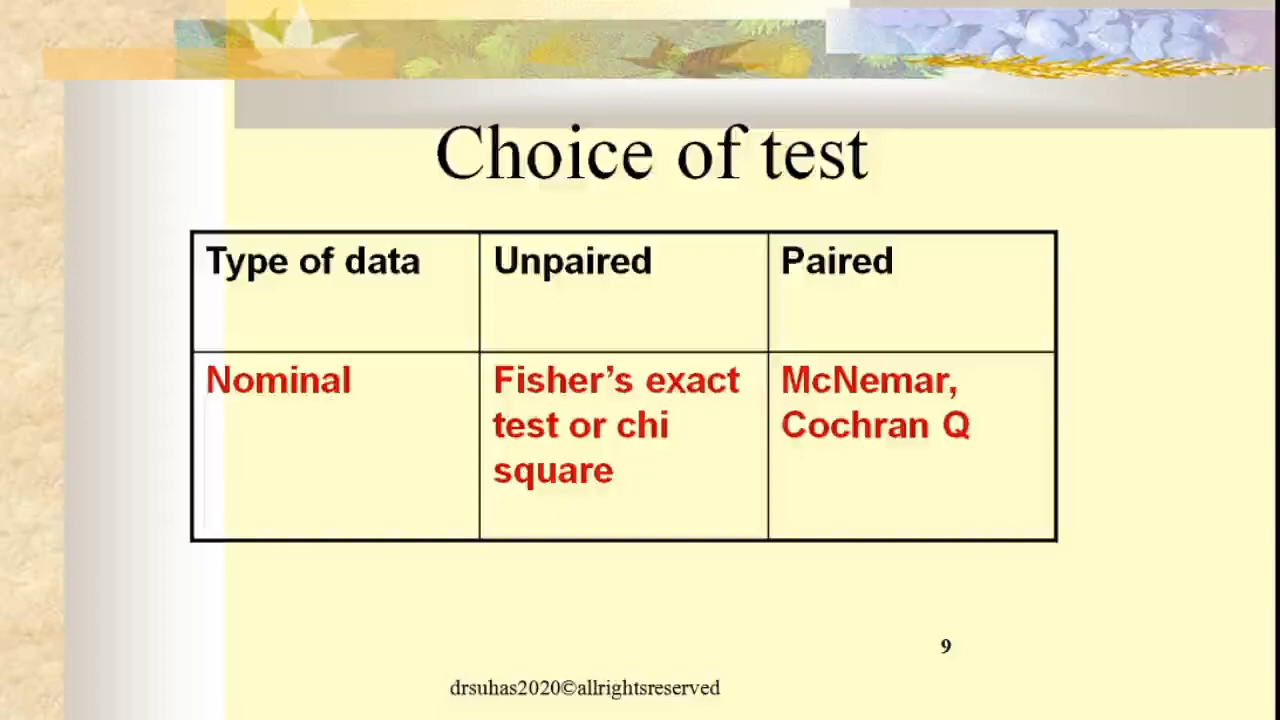 Choice of test
Type of data
Unpaired
Paired
Nominal
Fisher’s exact
test or chi
square
McNemar,
Cochran Q
9
drsuhas2020©allrightsreserved